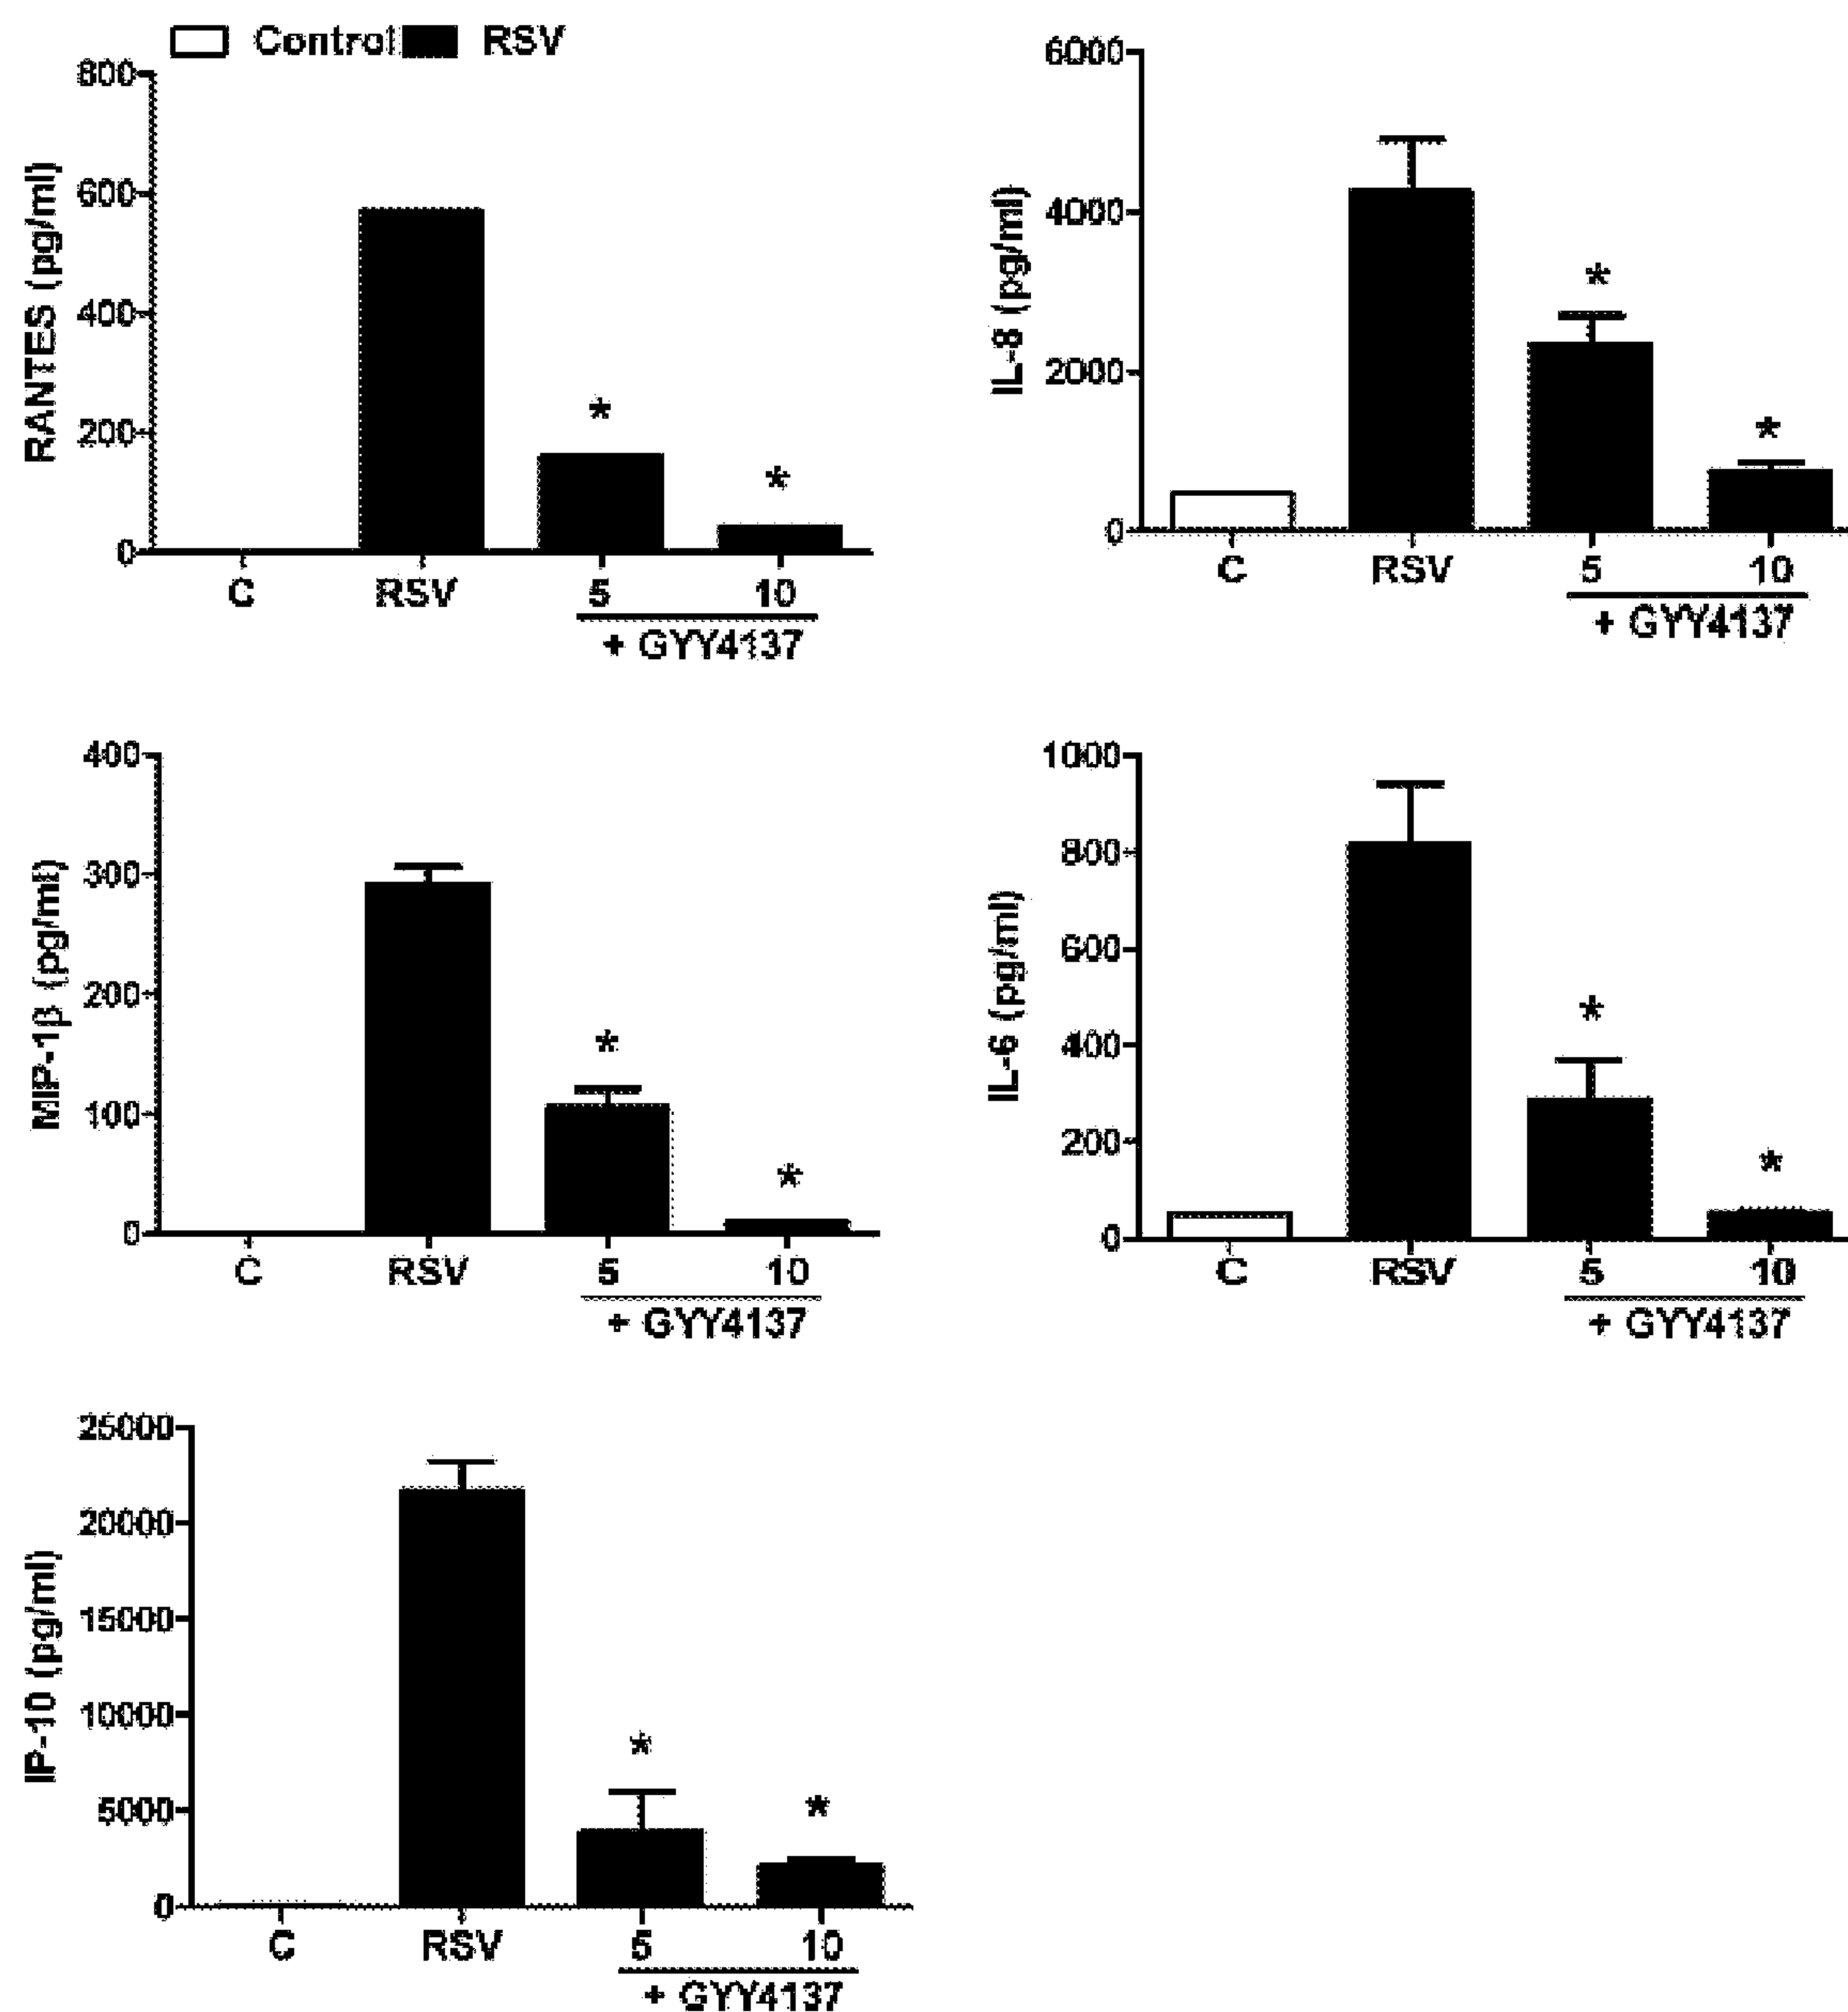 Control RSV
RANTES (pg/ml)
800
600
400
200
0
C RSV 5 10
+ GYY4137
IL-8 (pg/ml)
6000
4000
2000
0
C RSV 5 10
+ GYY4137
MIP-1β (pg/ml)
400
300
200
100
0
*
*
C RSV 5 10
+ GYY4137
IL-6 (pg/ml)
1000
800
600
400
200
0
*
*
C RSV 5 10
+ GYY4137
IP-10 (pg/ml)
25000
20000
15000
10000
5000
0
*
*
C RSV 5 10
+ GYY4137